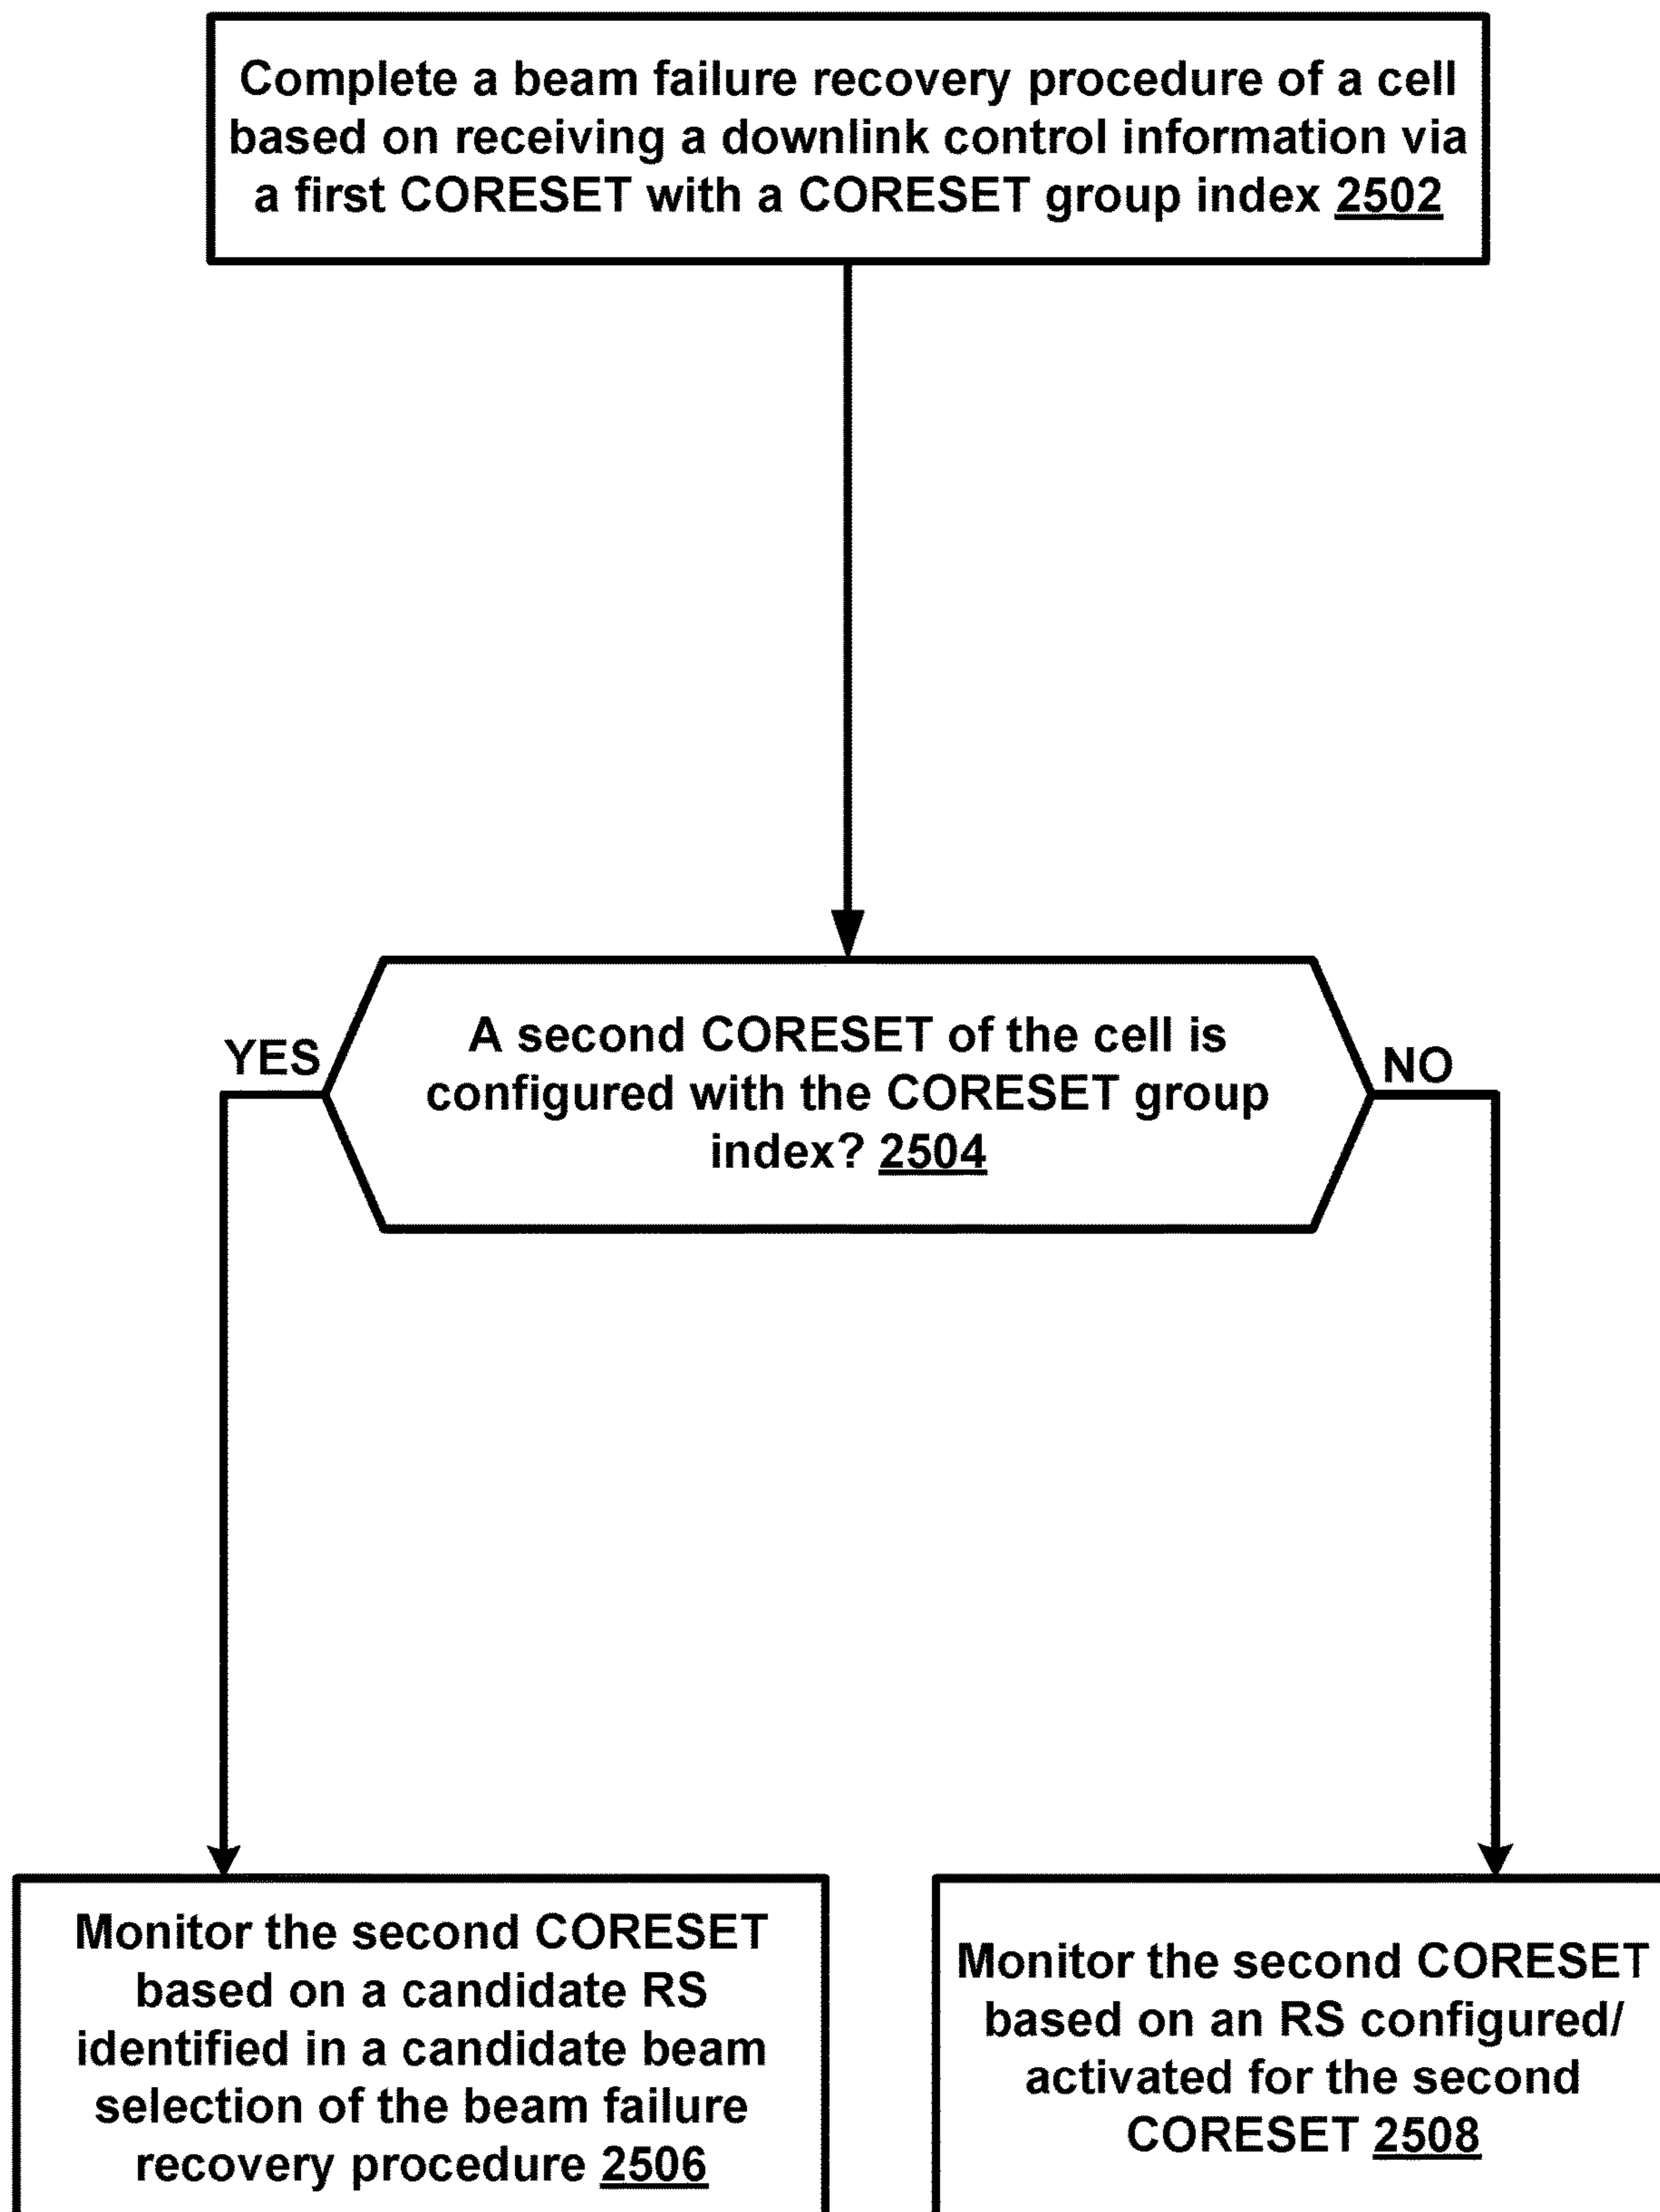 Complete a beam failure recovery procedure of a cell
based on receiving a downlink control information via
a first CORESET with a CORESET group index 2502
A second CORESET of the cell is
configured with the CORESET group
index? 2504
YES
NO
Monitor the second CORESET
based on a candidate RS
identified in a candidate beam
selection of the beam failure
recovery procedure 2506
Monitor the second CORESET
based on an RS configured/
activated for the second
CORESET 2508